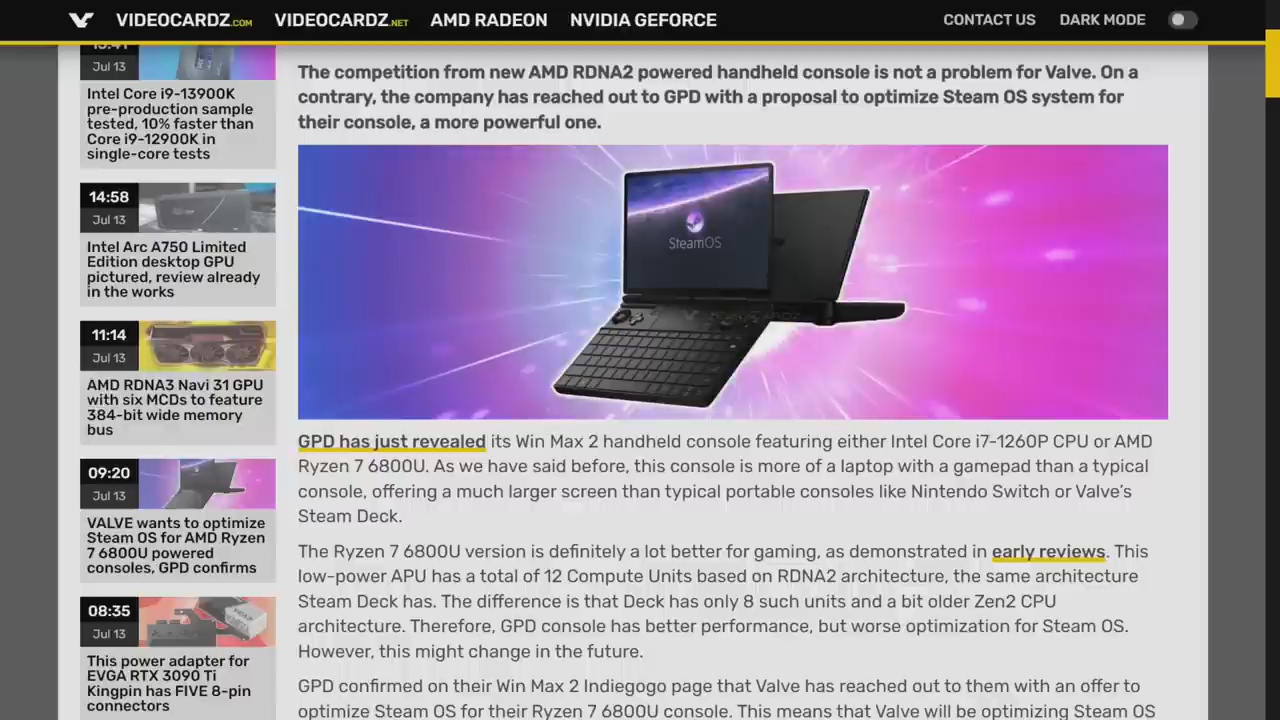 VIDEOCARDZ.COM
VIDEOCARDZ.NET
AMD RADEON
NVIDIA GEFORCE
CONTACT US
DARK MODE
Jul 13
Intel Core i9-13900K
pre-production sample
tested, 10% faster than
Core i9-12900K in
single-core tests
14:58
Jul 13
Intel Arc A750 Limited
Edition desktop GPU
pictured, review already
in the works
11:14
Jul 13
AMD RDNA3 Navi 31 GPU
with six MCDs to feature
384-bit wide memory
bus
09:20
Jul 13
VALVE wants to optimize
Steam OS for AMD Ryzen
7 6800U powered
consoles, GPD confirms
08:35
Jul 13
This power adapter for
EVGA RTX 3090 Ti
Kingpin has FIVE 8-pin
connectors
The competition from new AMD RDNA2 powered handheld console is not a problem for Valve. On a
contrary, the company has reached out to GPD with a proposal to optimize Steam OS system for
their console, a more powerful one.
SteamOS
GPD has just revealed its Win Max 2 handheld console featuring either Intel Core i7-1260P CPU or AMD
Ryzen 7 6800U. As we have said before, this console is more of a laptop with a gamepad than a typical
console, offering a much larger screen than typical portable consoles like Nintendo Switch or Valve's
Steam Deck.
The Ryzen 7 6800U version is definitely a lot better for gaming, as demonstrated in early reviews. This
low-power APU has a total of 12 Compute Units based on RDNA2 architecture, the same architecture
Steam Deck has. The difference is that Deck has only 8 such units and a bit older Zen2 CPU
architecture. Therefore, GPD console has better performance, but worse optimization for Steam OS.
However, this might change in the future.
GPD confirmed on their Win Max 2 Indiegogo page that Valve has reached out to them with an offer to
optimize Steam OS for their Ryzen 7 6800U console. This means that Valve will be optimizing Steam OS